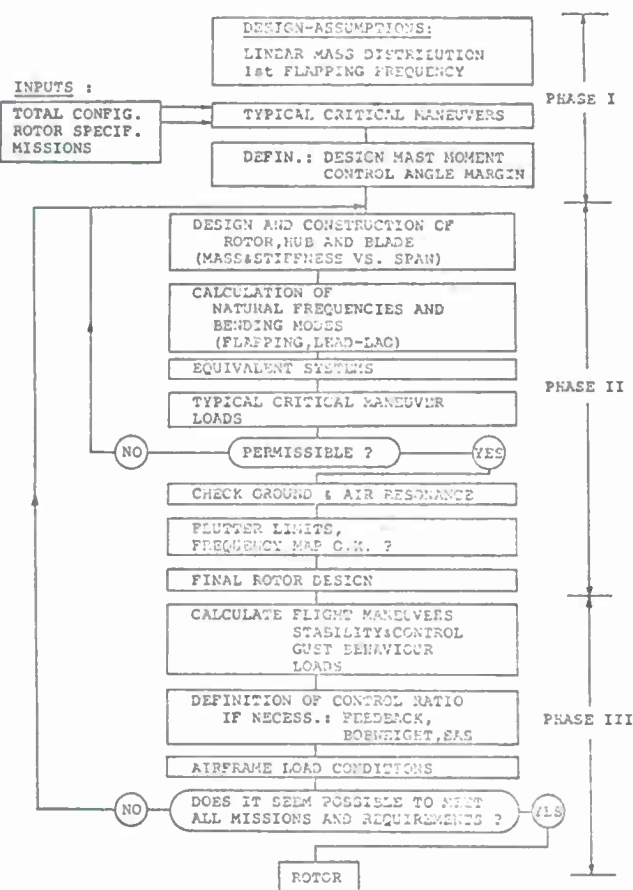 DESIGN-ASSUMPTIONS:
LINEAR MASS DISTRIBUTION
1st FLAPPING FREQUENCY
INPUTS :
TOTAL CONFIG.
ROTOR SPECIF.
MISSIONS
TYPICAL CRITICAL MANEUVERS
PHASE I
DEFIN.: DESIGN MAST MOMENT
CONTROL ANGLE MARGIN
DESIGN AND CONSTRUCTION OF
ROTOR,HUB AND BLADE
(MASS&STIFFNESS VS. SPAN)
CALCULATION OF
NATURAL FREQUENCIES AND
BENDING MODES
(FLAPPING,LEAD-LAG)
EQUIVALENT SYSTEMS
PHASE II
TYPICAL CRITICAL MANEUVER
LOADS
NO
PERMISSIBLE ?
YES
CHECK GROUND & AIR RESONANCE
FLUTTER LIMITS,
FREQUENCY MAP O.K. ?
FINAL ROTOR DESIGN
CALCULATE FLIGHT MANEUVERS
STABILITY&CONTROL
GUST BEHAVIOUR
LOADS
DEFINITION OF CONTROL RATIO
IF NECESS.: FEEDBACK,
BOBWEIGHT,SAS
PHASE III
AIRFRAME LOAD CONDITIONS
NO
DOES IT SEEM POSSIBLE TO MEET
ALL MISSIONS AND REQUIREMENTS ?
YES
ROTOR